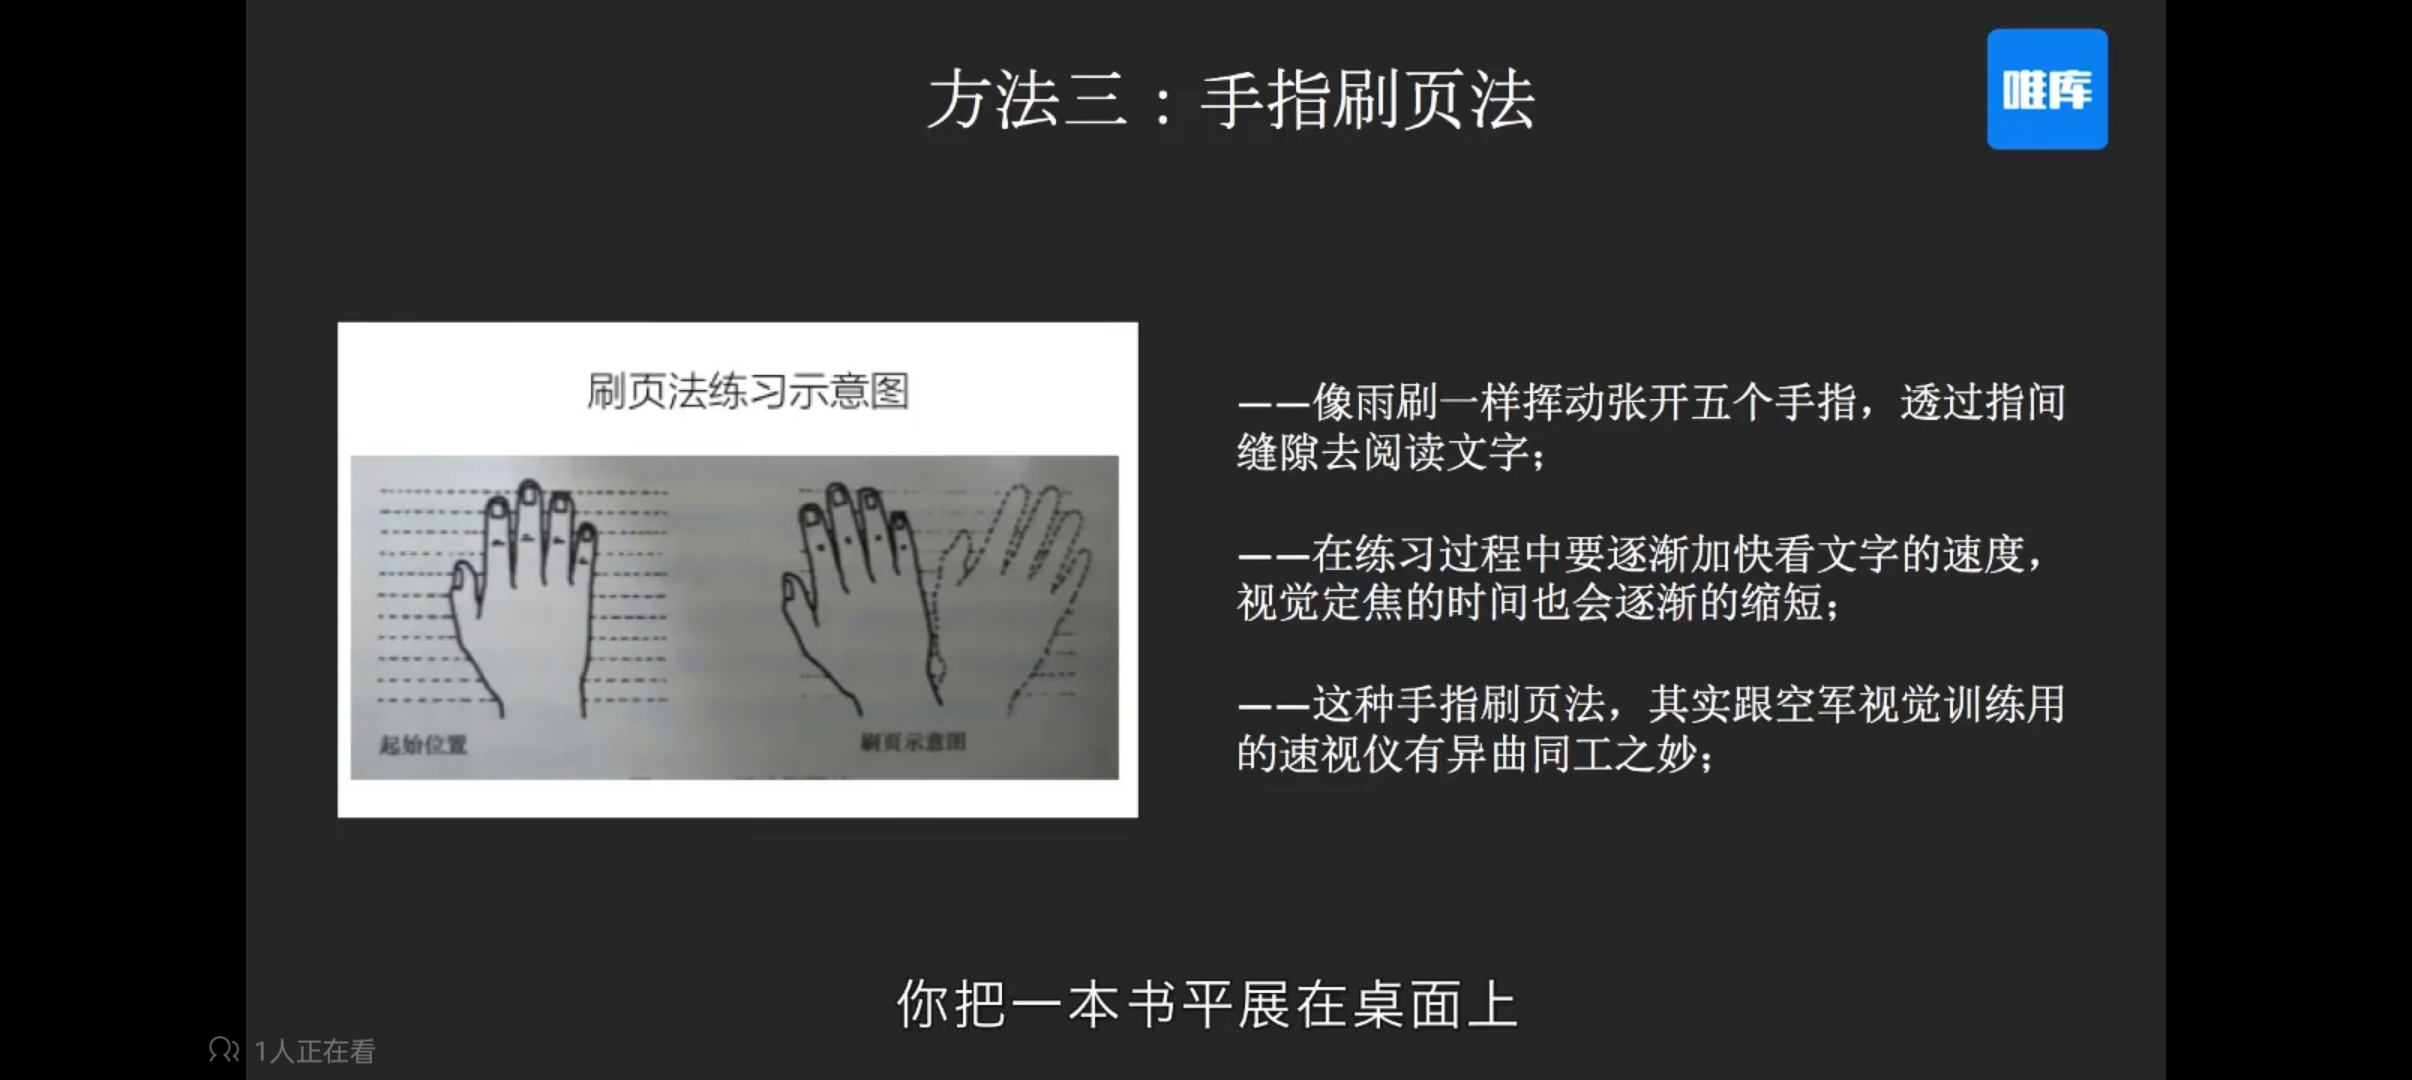 方法三：手指刷页法
唯库
刷页法练习示意图
起始位置
刷页示意图
——像雨刷一样挥动张开五个手指，透过指间
缝隙去阅读文字；
——在练习过程中要逐渐加快看文字的速度，
视觉定焦的时间也会逐渐的缩短；
——这种手指刷页法，其实跟空军视觉训练用
的速视仪有异曲同工之妙；
你把一本书平展在桌面上
1人正在看